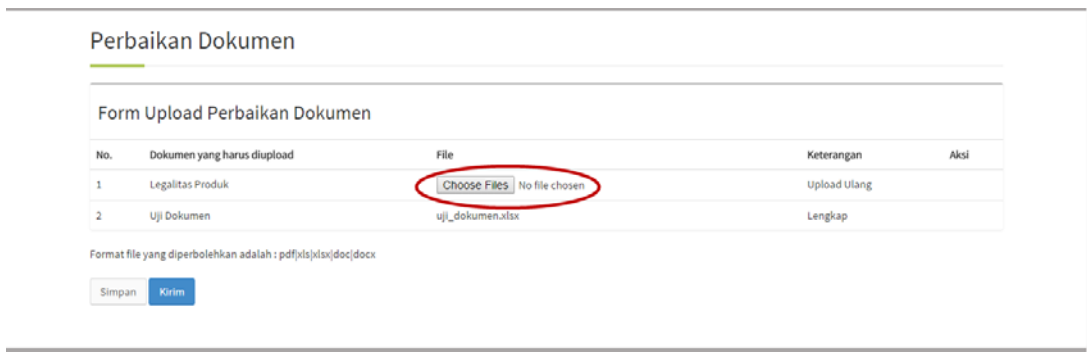 Perbaikan Dokumen
Form Upload Perbaikan Dokumen
No. Dokumen yang harus diupload File Keterangan Aksi
1 Legalitas Produk Choose Files No file chosen Upload Ulang
2 Uji Dokumen uji_dokumen.xlsx Lengkap
Format file yang diperbolehkan adalah : pdf|xls|xlsx|doc|docx
Simpan Kirim